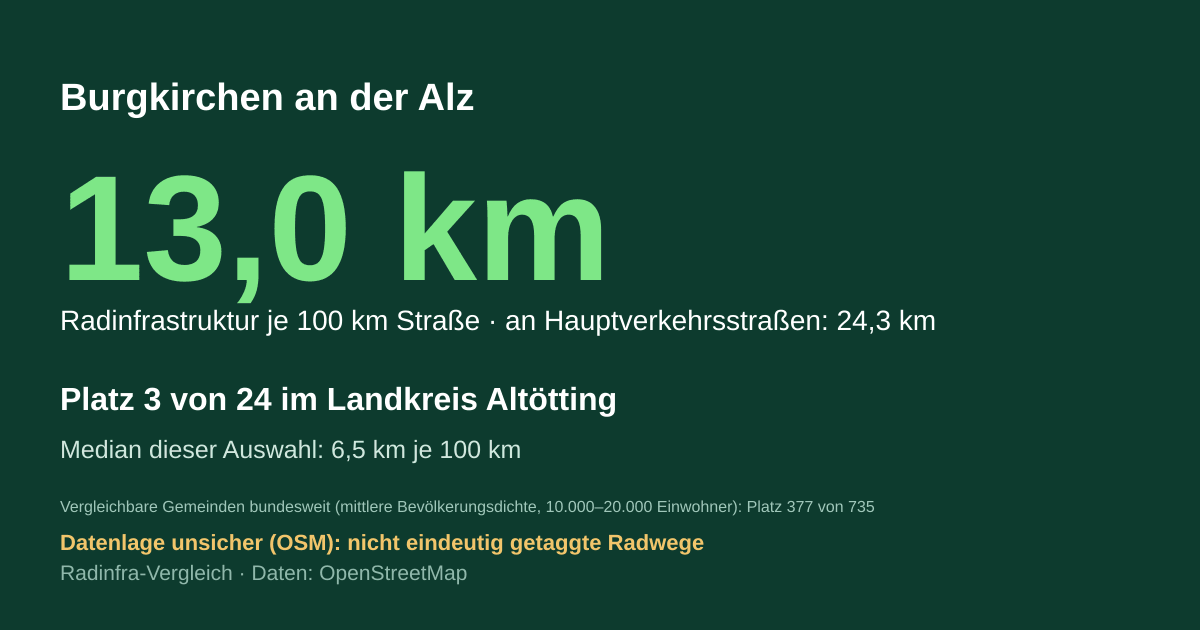 Burgkirchen an der Alz
13,0 km
Radinfrastruktur je 100 km Straße · an Hauptverkehrsstraßen: 24,3 km
Platz 3 von 24 im Landkreis Altötting
Median dieser Auswahl: 6,5 km je 100 km
Vergleichbare Gemeinden bundesweit (mittlere Bevölkerungsdichte, 10.000–20.000 Einwohner): Platz 377 von 735
Datenlage unsicher (OSM): nicht eindeutig getaggte Radwege
Radinfra-Vergleich · Daten: OpenStreetMap